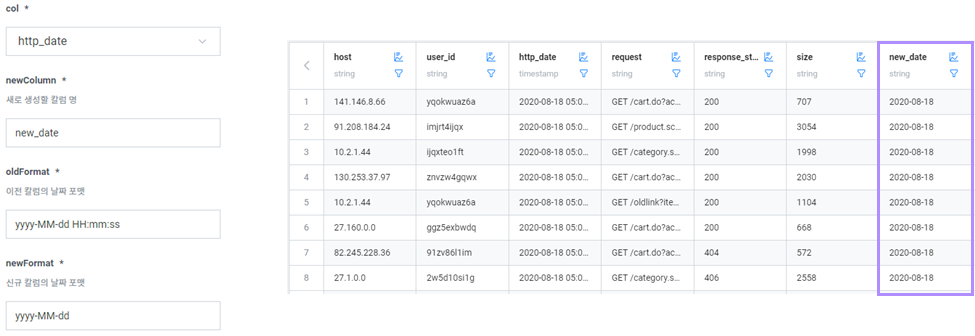 col *
http_date
newColumn *
새로 생성할 칼럼 명
new_date
oldFormat *
이전 칼럼의 날짜 포맷
yyyy-MM-dd HH:mm:ss
newFormat *
신규 칼럼의 날짜 포맷
yyyy-MM-dd
host user_id http_date request response_st... size new_date
string string timestamp string string string string
1 141.146.8.66 yqokwuaz6a 2020-08-18 05:0... GET /cart.do?ac... 200 707 2020-08-18
2 91.208.184.24 imjrt4ijqx 2020-08-18 05:0... GET /product.sc... 200 3054 2020-08-18
3 10.2.1.44 ijqxteo1ft 2020-08-18 05:0... GET /category.s... 200 1998 2020-08-18
4 130.253.37.97 znvzw4gqwx 2020-08-18 05:0... GET /cart.do?ac... 200 2030 2020-08-18
5 10.2.1.44 yqokwuaz6a 2020-08-18 05:0... GET /oldlink?ite... 200 1104 2020-08-18
6 27.160.0.0 ggz5exbwdq 2020-08-18 05:0... GET /cart.do?ac... 200 668 2020-08-18
7 82.245.228.36 91zv86l1im 2020-08-18 05:0... GET /cart.do?ac... 404 572 2020-08-18
8 27.1.0.0 2w5d10si1g 2020-08-18 05:0... GET /category.s... 406 2558 2020-08-18